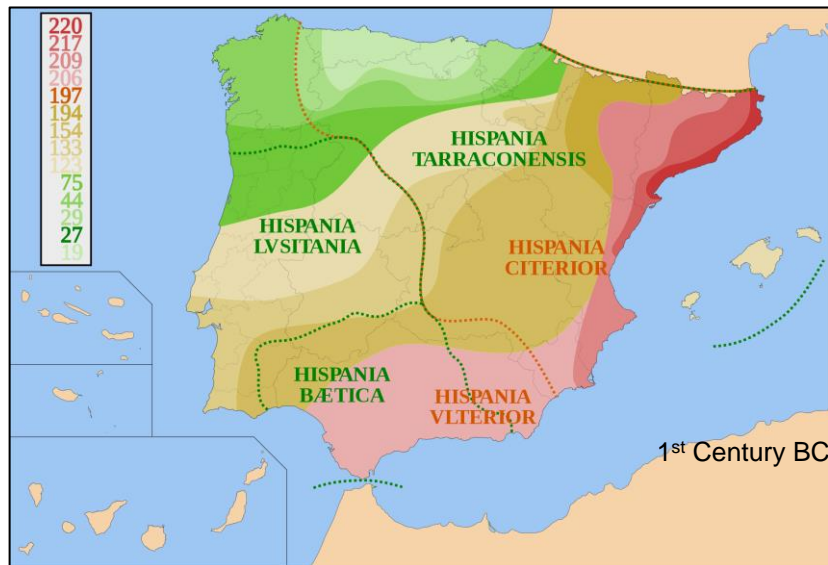 220
217
209
206
197
194
154
133
123
75
44
29
27
19
HISPANIA
TARRACONENSIS
HISPANIA
LVSITANIA
HISPANIA
CITERIOR
HISPANIA
BÆTICA
HISPANIA
VLTERIOR
1st Century BC